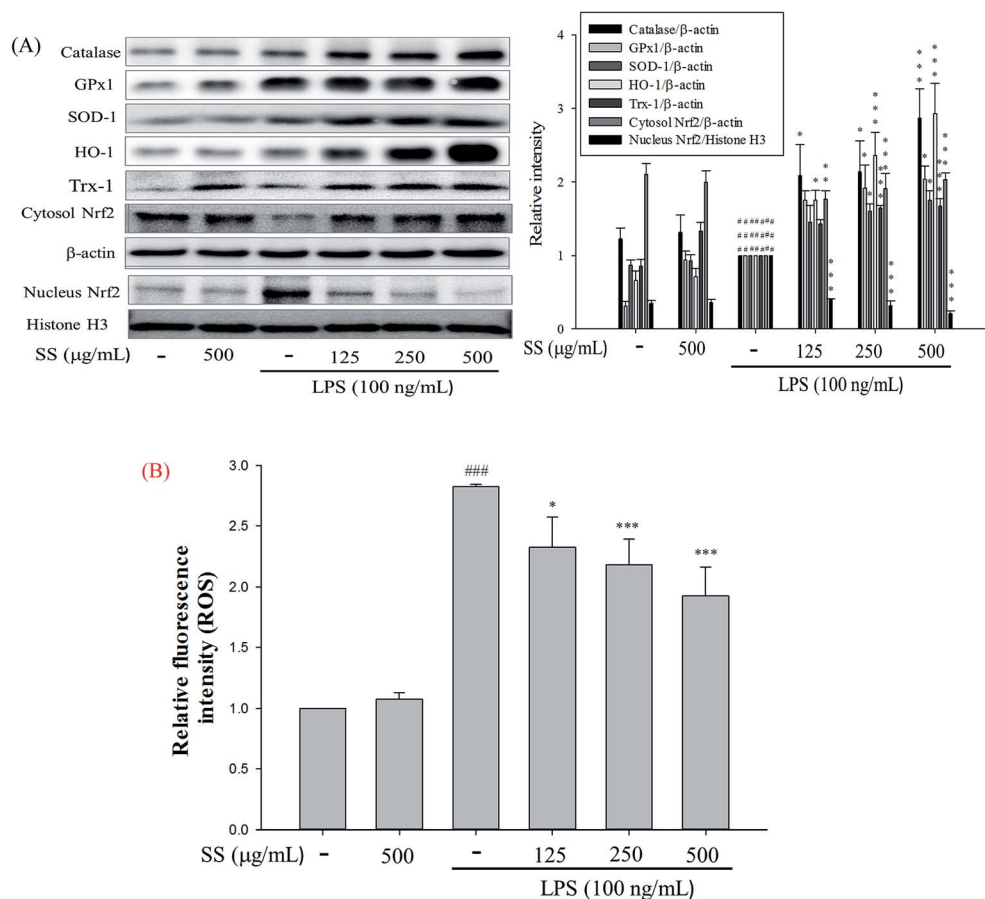 (A)
Catalase
GPx1
SOD-1
HO-1
Trx-1
Cytosol Nrf2
β-actin
Nucleus Nrf2
Histone H3
SS (μg/mL) - 500 - 125 250 500
LPS (100 ng/mL)
Relative intensity
4
3
2
1
0
Catalase/β-actin
GPx1/β-actin
SOD-1/β-actin
HO-1/β-actin
Trx-1/β-actin
Cytosol Nrf2/β-actin
Nucleus Nrf2/Histone H3
SS (μg/mL) - 500 - 125 250 500
LPS (100 ng/mL)
(B)
Relative fluorescence
intensity (ROS)
3.0
2.5
2.0
1.5
1.0
0.5
0.0
###
*
***
***
SS (μg/mL) - 500 - 125 250 500
LPS (100 ng/mL)